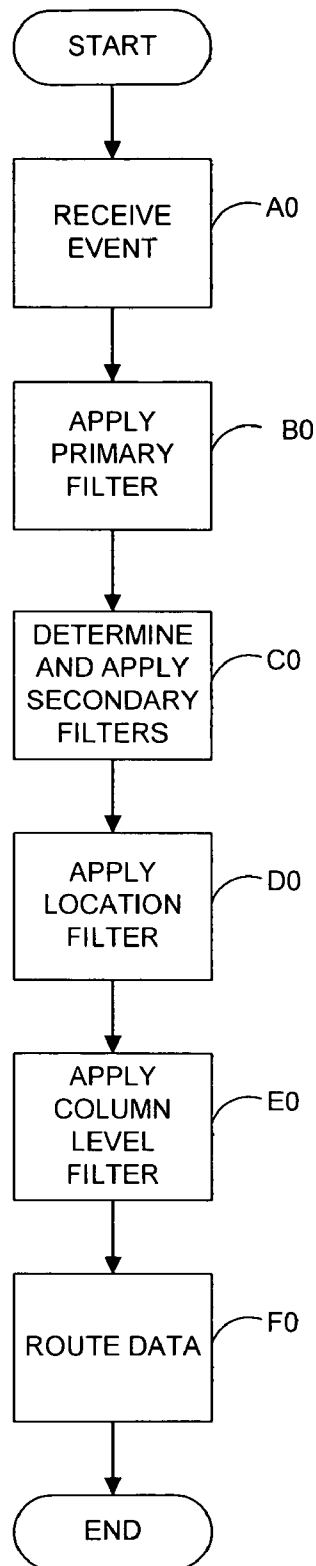 START
RECEIVE
EVENT
A0
APPLY
PRIMARY
FILTER
B0
DETERMINE
AND APPLY
SECONDARY
FILTERS
C0
APPLY
LOCATION
FILTER
D0
APPLY
COLUMN
LEVEL
FILTER
E0
ROUTE DATA
F0
END